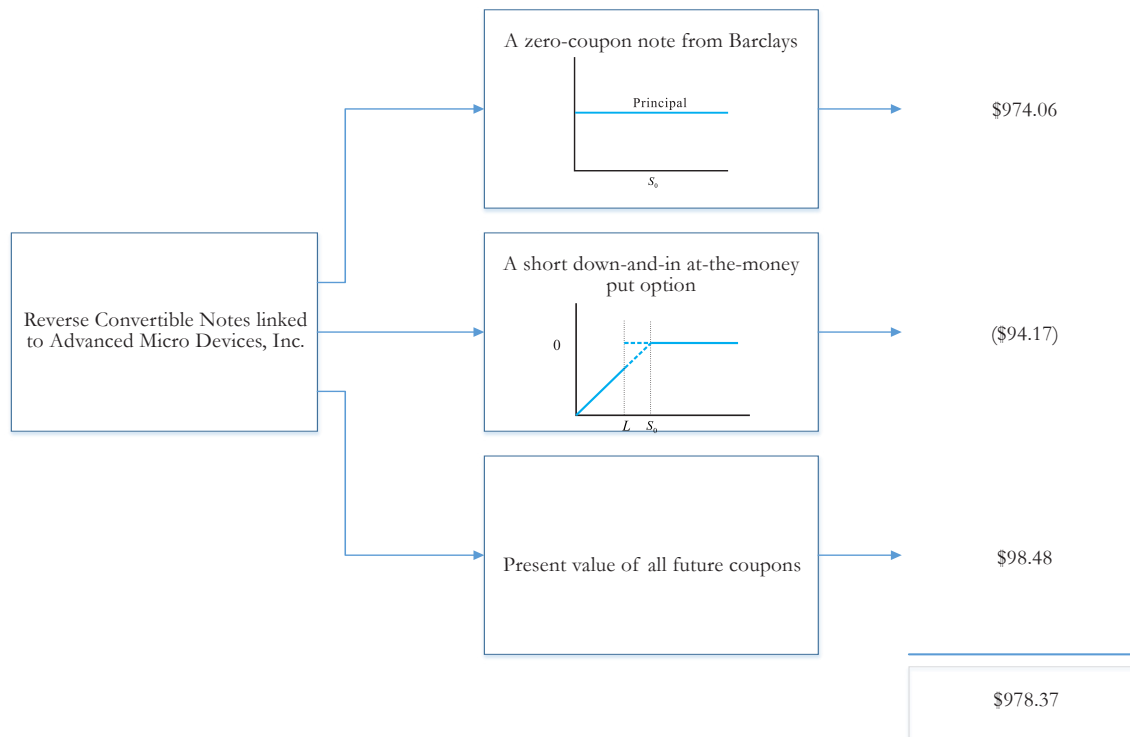 A zero-coupon note from Barclays
Principal
S₀
$974.06
Reverse Convertible Notes linked
to Advanced Micro Devices, Inc.
A short down-and-in at-the-money
put option
0
L S₀
($94.17)
Present value of all future coupons
$98.48
$978.37